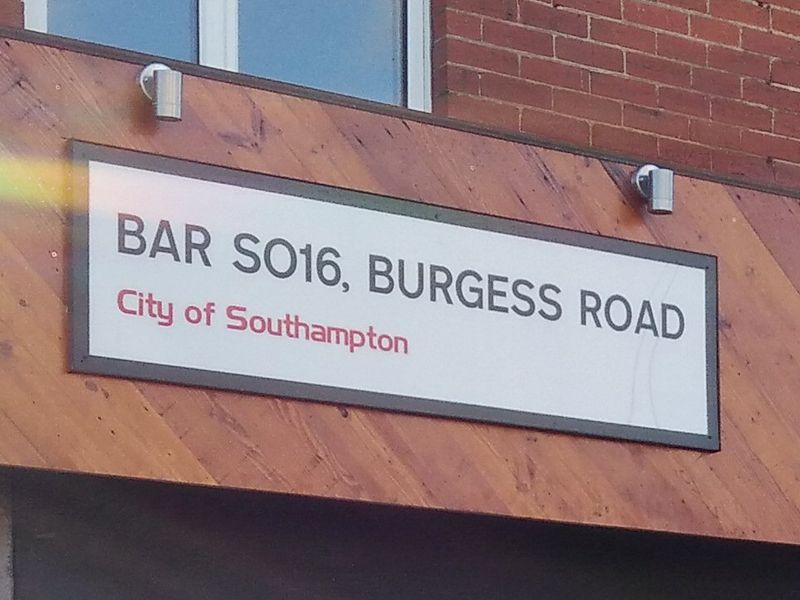 BAR SO16, BURGESS ROAD
City of Southampton